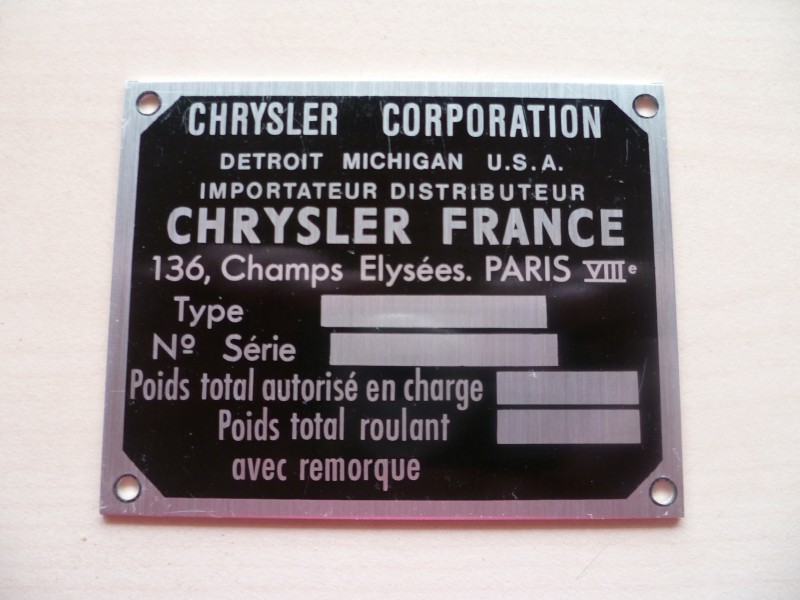 CHRYSLER CORPORATION
DETROIT MICHIGAN U.S.A.
IMPORTATEUR DISTRIBUTEUR
CHRYSLER FRANCE
136, Champs Elysées. PARIS VIIIe
Type
Nº Série
Poids total autorisé en charge
Poids total roulant
avec remorque